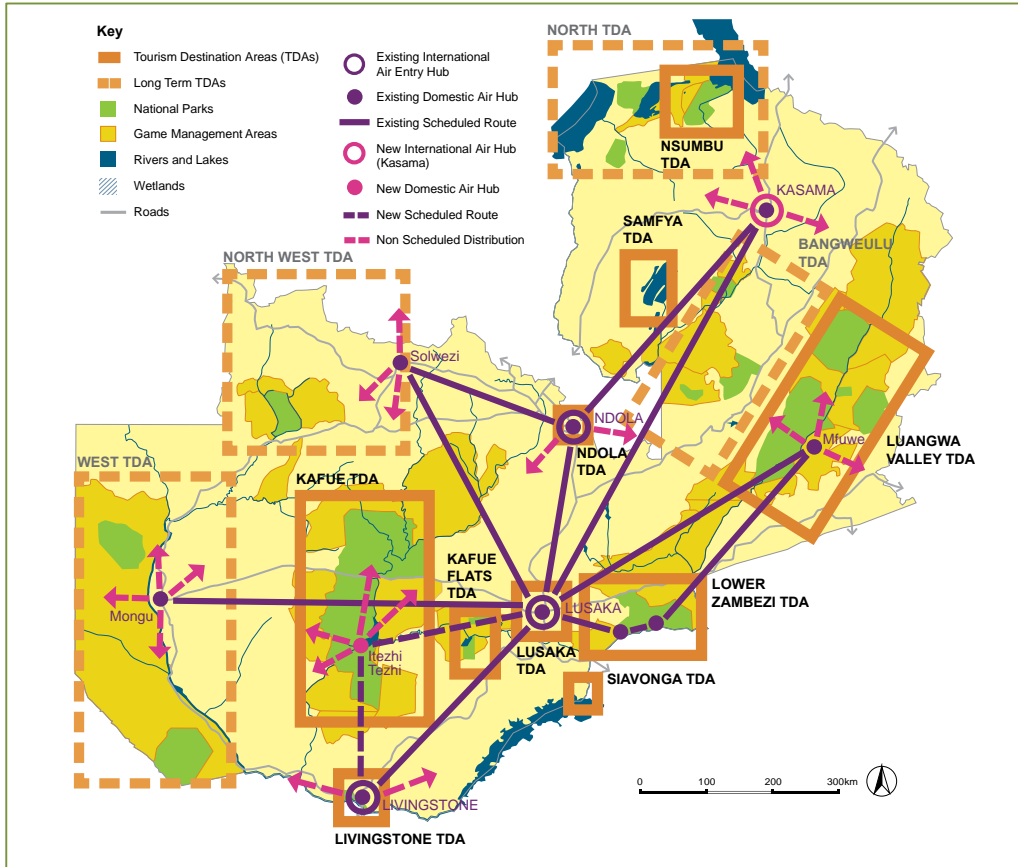 Key
Tourism Destination Areas (TDAs)
Long Term TDAs
National Parks
Game Management Areas
Rivers and Lakes
Wetlands
Roads
Existing International
Air Entry Hub
Existing Domestic Air Hub
Existing Scheduled Route
New International Air Hub
(Kasama)
New Domestic Air Hub
New Scheduled Route
Non Scheduled Distribution
NORTH TDA
NSUMBU
TDA
KASAMA
SAMFYA
TDA
BANGWEULU
TDA
NORTH WEST TDA
Solwezi
NDOLA
NDOLA
TDA
Mfuwe
LUANGWA
VALLEY TDA
WEST TDA
KAFUE TDA
KAFUE
FLATS
TDA
LOWER
ZAMBEZI TDA
Mongu
LUSAKA
Itezhi
Tezhi
LUSAKA
TDA
SIAVONGA TDA
LIVINGSTONE
LIVINGSTONE TDA
0 100 200 300km